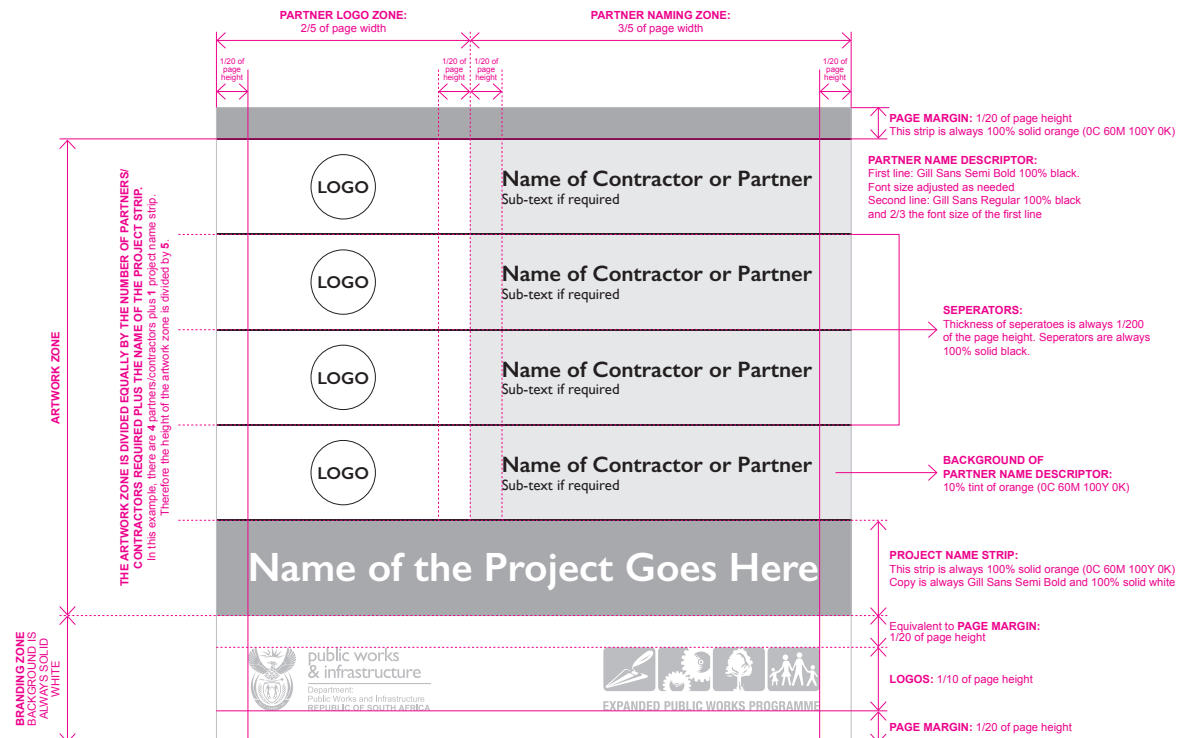 PARTNER LOGO ZONE:
2/5 of page width
PARTNER NAMING ZONE:
3/5 of page width
1/20 of
page
height
1/20 of
page
height
1/20 of
page
height
1/20 of
page
height
PAGE MARGIN: 1/20 of page height
This strip is always 100% solid orange (0C 60M 100Y 0K)
PARTNER NAME DESCRIPTOR:
First line: Gill Sans Semi Bold 100% black.
Font size adjusted as needed
Second line: Gill Sans Regular 100% black
and 2/3 the font size of the first line
ARTWORK ZONE
THE ARTWORK ZONE IS DIVIDED EQUALLY BY THE NUMBER OF PARTNERS/
CONTRACTORS REQUIRED PLUS THE NAME OF THE PROJECT STRIP.
In this example, there are 4 partners/contractors plus 1 project name strip.
Therefore the height of the artwork zone is divided by 5.
LOGO
Name of Contractor or Partner
Sub-text if required
LOGO
Name of Contractor or Partner
Sub-text if required
SEPERATORS:
Thickness of seperatoes is always 1/200
of the page height. Seperators are always
100% solid black.
LOGO
Name of Contractor or Partner
Sub-text if required
LOGO
Name of Contractor or Partner
Sub-text if required
BACKGROUND OF
PARTNER NAME DESCRIPTOR:
10% tint of orange (0C 60M 100Y 0K)
Name of the Project Goes Here
PROJECT NAME STRIP:
This strip is always 100% solid orange (0C 60M 100Y 0K)
Copy is always Gill Sans Semi Bold and 100% solid white
BRANDING ZONE
BACKGROUND IS
ALWAYS SOLID
WHITE
Equivalent to PAGE MARGIN:
1/20 of page height
public works
& infrastructure
Department:
Public Works and Infrastructure
REPUBLIC OF SOUTH AFRICA
EXPANDED PUBLIC WORKS PROGRAMME
LOGOS: 1/10 of page height
PAGE MARGIN: 1/20 of page height